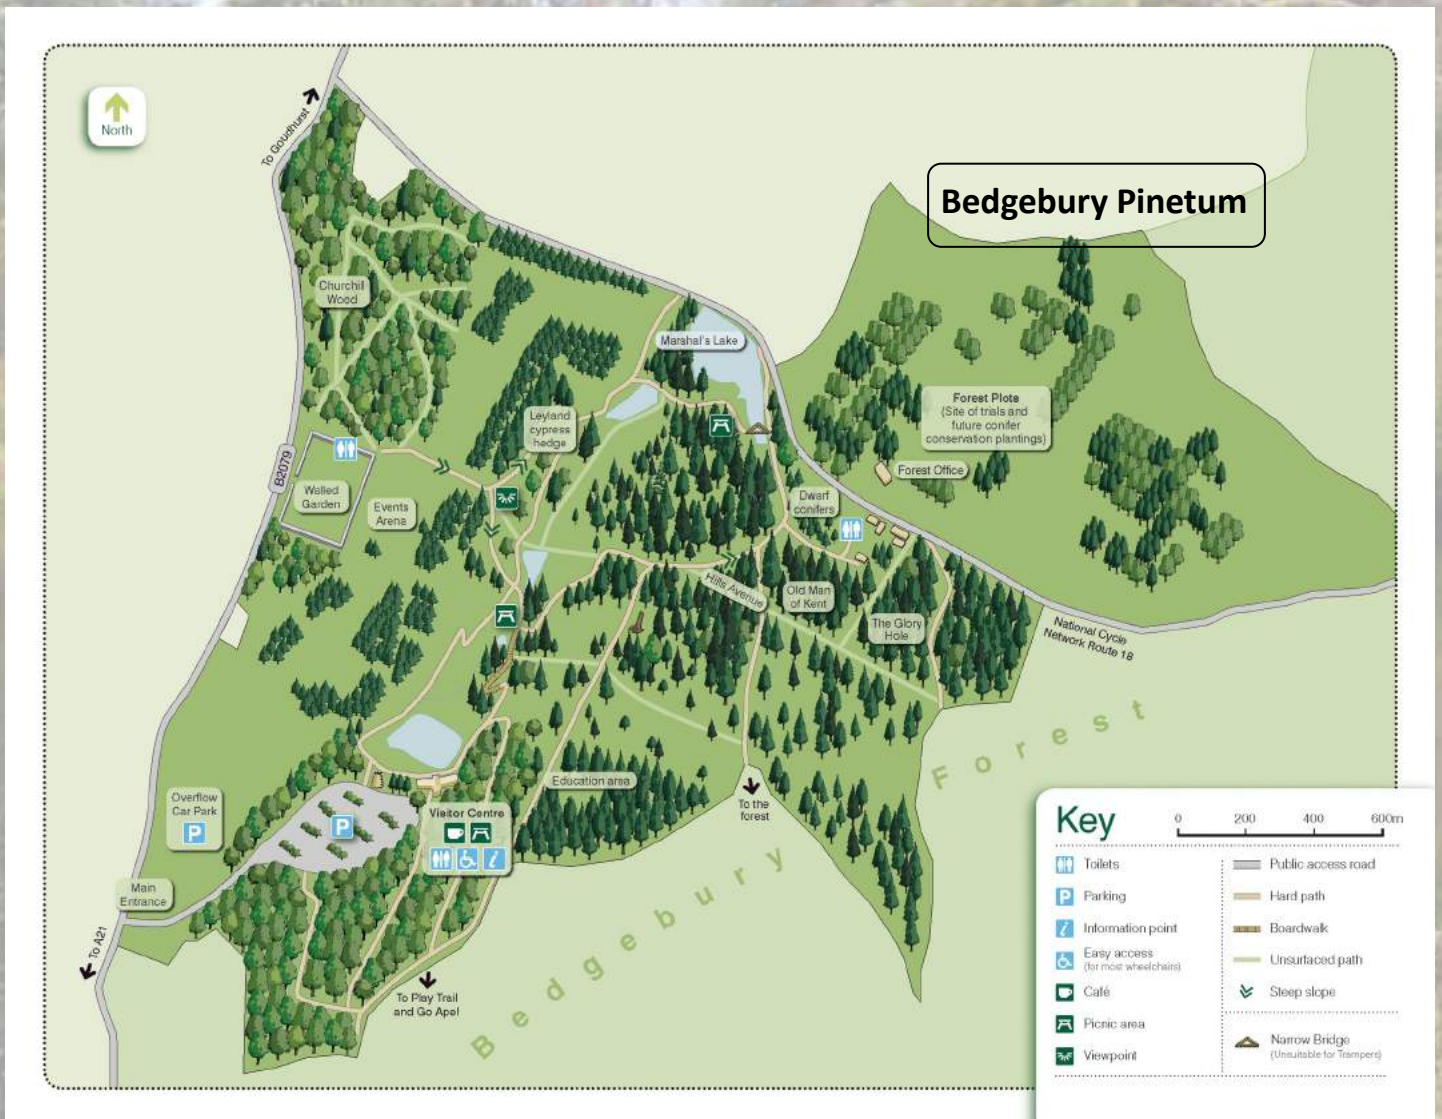 Bedgebury Pinetum
North
To Goudhurst
Churchill
Wood
Marshal's Lake
Leyland
cypress
hedge
Forest Plots
(Site of trials and
future conifer
conservation plantings)
Forest Office
B2079
Walled
Garden
Events
Arena
Dwarf
conifers
Hills Avenue
Old Man
of Kent
The Glory
Hole
National Cycle
Network Route 18
Education area
To the
forest
Overflow
Car Park
P
P
Visitor Centre
i
Main
Entrance
To A21
To Play Trail
and Go Ape!
Bedgebury Forest
Key
0 200 400 600m
Toilets
P Parking
i Information point
Easy access
(for most wheelchairs)
Café
Picnic area
Viewpoint
Public access road
Hard path
Boardwalk
Unsurfaced path
Steep slope
Narrow Bridge
(Unsuitable for Trampers)